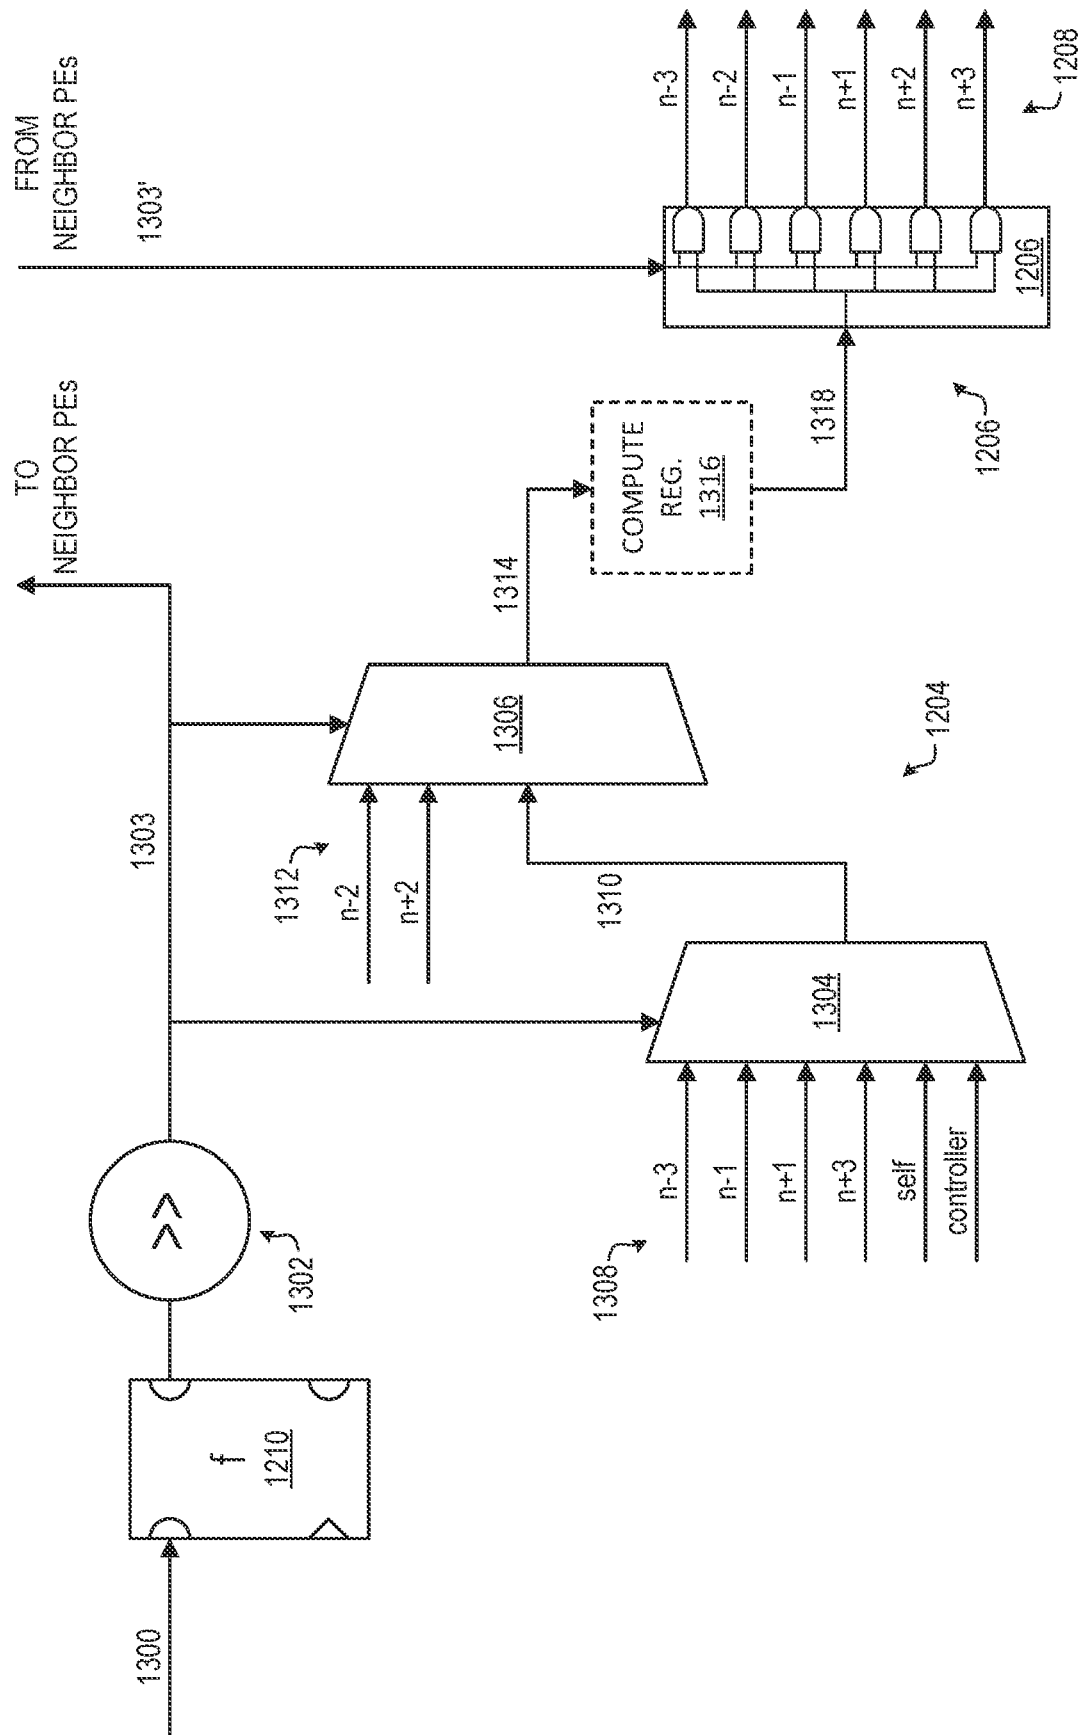 1300
f
1210
1302
1303
TO
NEIGHBOR PEs
FROM
NEIGHBOR PEs
1303'
1312
n-2
n+2
1306
1314
COMPUTE
REG.
1316
1318
1308
n-3
n-1
n+1
n+3
self
controller
1304
1310
1204
1206
1206
n-3
n-2
n-1
n+1
n+2
n+3
1208